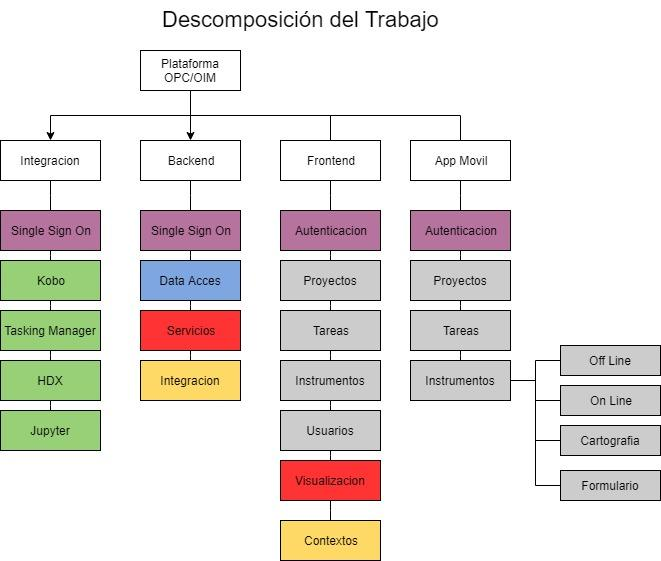 Descomposición del Trabajo
Plataforma
OPC/OIM
Integracion
Backend
Frontend
App Movil
Single Sign On
Single Sign On
Autenticacion
Autenticacion
Kobo
Data Acces
Proyectos
Proyectos
Tasking Manager
Servicios
Tareas
Tareas
HDX
Integracion
Instrumentos
Instrumentos
Off Line
On Line
Jupyter
Usuarios
Cartografia
Visualizacion
Formulario
Contextos